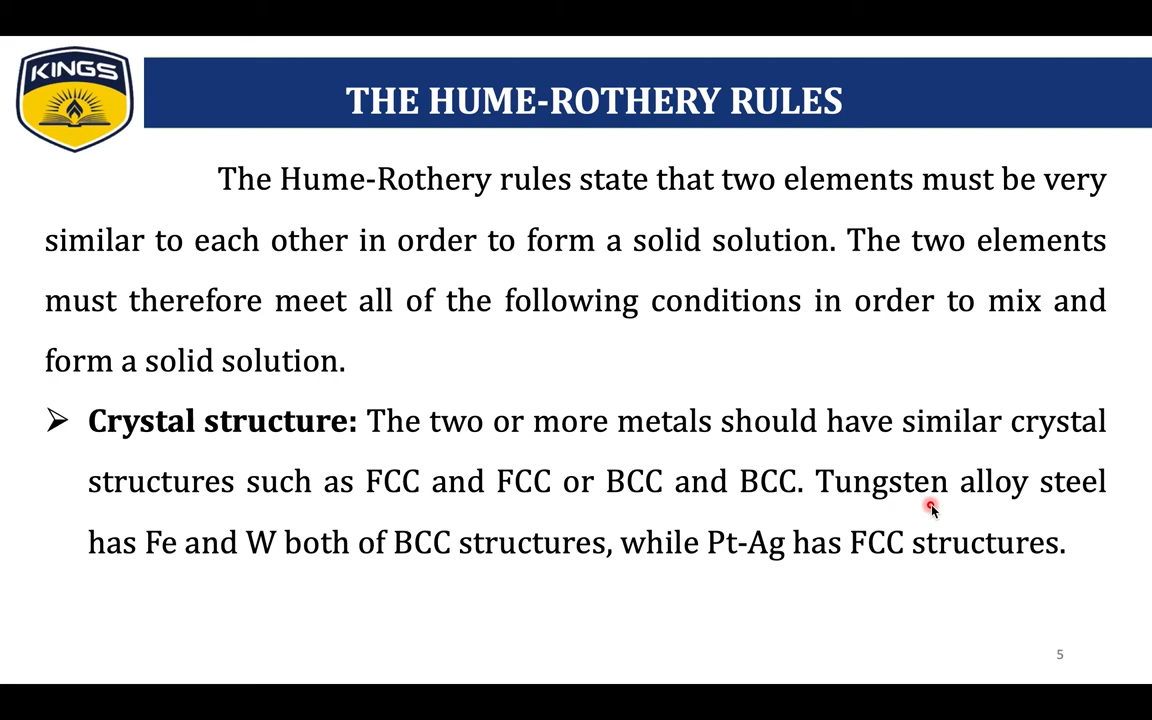 KINGS
THE HUME-ROTHERY RULES
The Hume-Rothery rules state that two elements must be very
similar to each other in order to form a solid solution. The two elements
must therefore meet all of the following conditions in order to mix and
form a solid solution.
➢ Crystal structure: The two or more metals should have similar crystal
structures such as FCC and FCC or BCC and BCC. Tungsten alloy steel
has Fe and W both of BCC structures, while Pt-Ag has FCC structures.
5